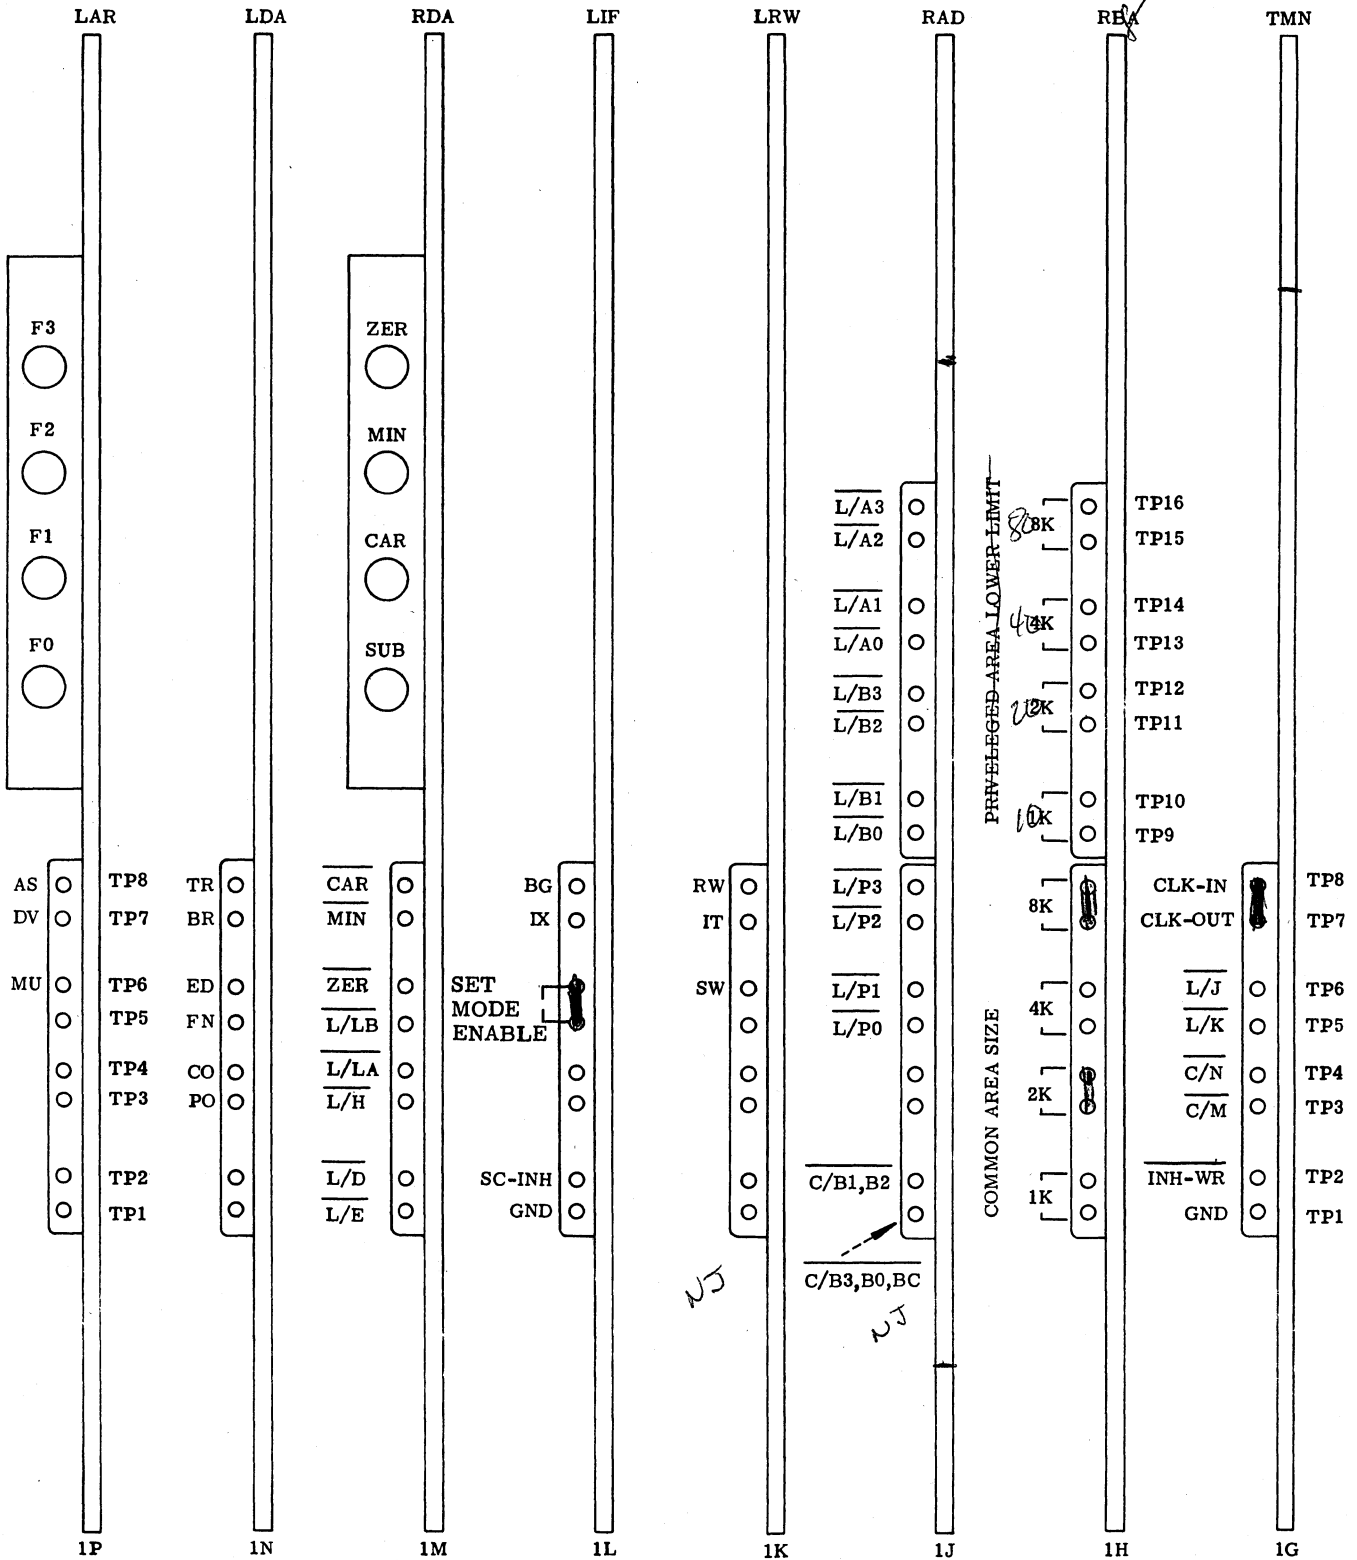 LAR LDA RDA LIF LRW RAD RBA TMN
F3
F2
F1
F0
ZER
MIN
CAR
SUB
AS TP8
DV TP7
MU TP6
TP5
TP4
TP3
TP2
TP1
TR
BR
ED
FN
CO
PO
CAR
MIN
ZER
L/LB
L/LA
L/H
L/D
L/E
BG
IX
SET
MODE
ENABLE
SC-INH
GND
RW
IT
SW
NJ
L/A3
L/A2
L/A1
L/A0
L/B3
L/B2
L/B1
L/B0
L/P3
L/P2
L/P1
L/P0
C/B1,B2
C/B3,B0,BC
NJ
PRIVELEGED AREA LOWER LIMIT
80 8K
40 4K
20 2K
10 1K
TP16
TP15
TP14
TP13
TP12
TP11
TP10
TP9
COMMON AREA SIZE
8K
4K
2K
1K
CLK-IN TP8
CLK-OUT TP7
L/J TP6
L/K TP5
C/N TP4
C/M TP3
INH-WR TP2
GND TP1
1P 1N 1M 1L 1K 1J 1H 1G